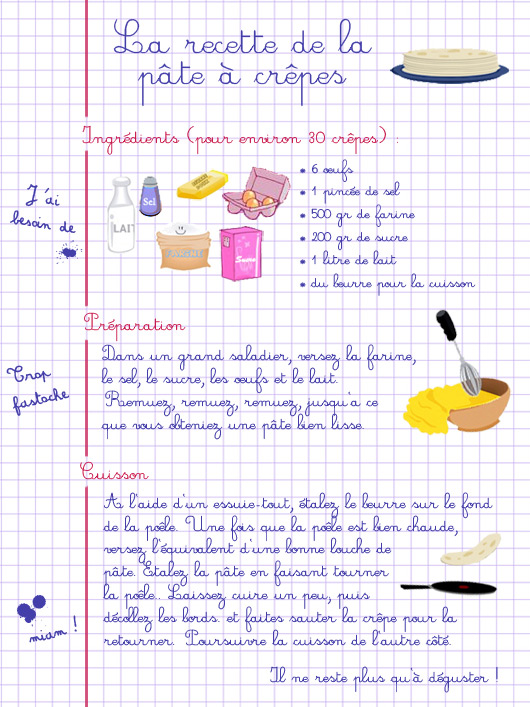 La recette de la
pâte à crêpes
Ingrédients (pour environ 30 crêpes) :
J'ai
besoin de
LAIT
Sel
Sucre
* 6 œufs
* 1 pincée de sel
* 500 gr de farine
* 200 gr de sucre
* 1 litre de lait
* du beurre pour la cuisson
Préparation
Trop
fastoche
Dans un grand saladier, versez la farine,
le sel, le sucre, les œufs et le lait.
Remuez, remuez, remuez, jusqu'a ce
que vous obteniez une pâte bien lisse.
Cuisson
A l'aide d'un essuie-tout, étalez le beurre sur le fond
de la poêle. Une fois que la poêle est bien chaude,
versez l'équivalent d'une bonne louche de
pâte. Etalez la pâte en faisant tourner
la poêle.. Laissez cuire un peu, puis
décollez les bords. et faites sauter la crêpe pour la
retourner. Poursuivre la cuisson de l'autre côté.
miam !
Il ne reste plus qu'à déguster !